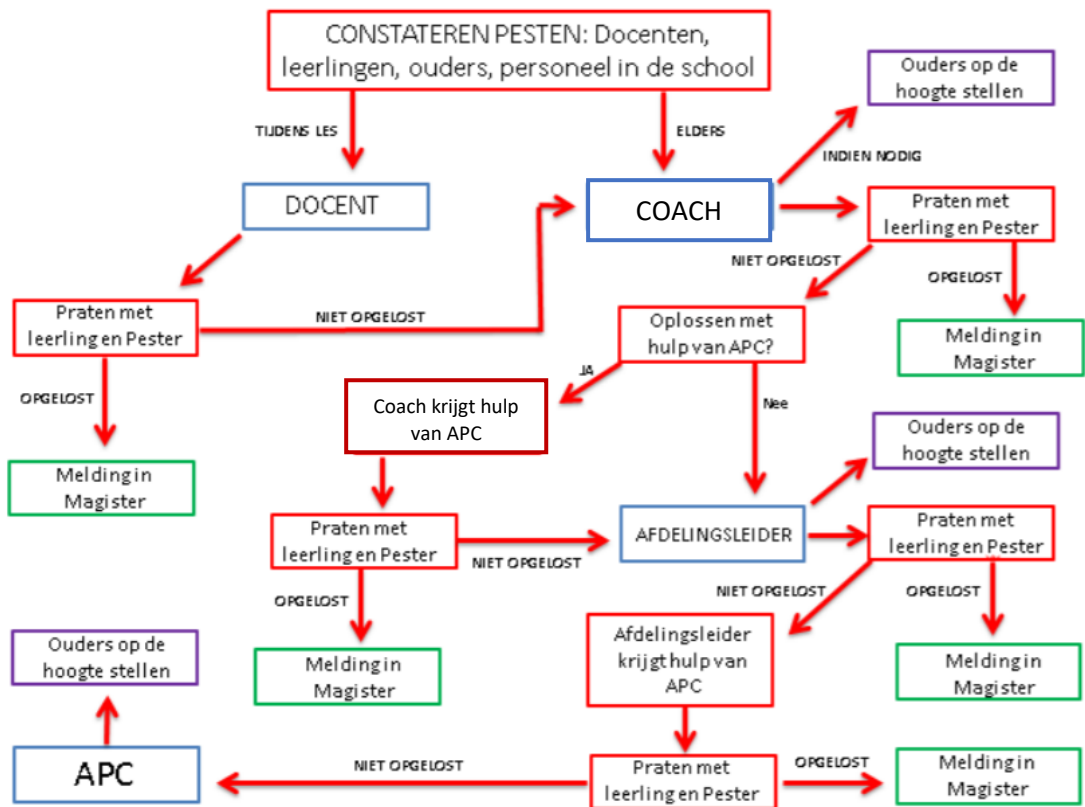 CONSTATEREN PESTEN: Docenten,
leerlingen, ouders, personeel in de school
Ouders op de
hoogte stellen
TIJDENS LES
ELDERS
INDIEN NODIG
DOCENT
COACH
Praten met
leerling en Pester
NIET OPGELOST
OPGELOST
Praten met
leerling en Pester
NIET OPGELOST
Oplossen met
hulp van APC?
Melding in
Magister
JA
OPGELOST
Coach krijgt hulp
van APC
Nee
Ouders op de
hoogte stellen
Melding in
Magister
Praten met
leerling en Pester
NIET OPGELOST
AFDELINGSLEIDER
Praten met
leerling en Pester
OPGELOST
NIET OPGELOST
OPGELOST
Ouders op de
hoogte stellen
Melding in
Magister
Afdelingsleider
krijgt hulp van
APC
Melding in
Magister
APC
NIET OPGELOST
Praten met
leerling en Pester
OPGELOST
Melding in
Magister